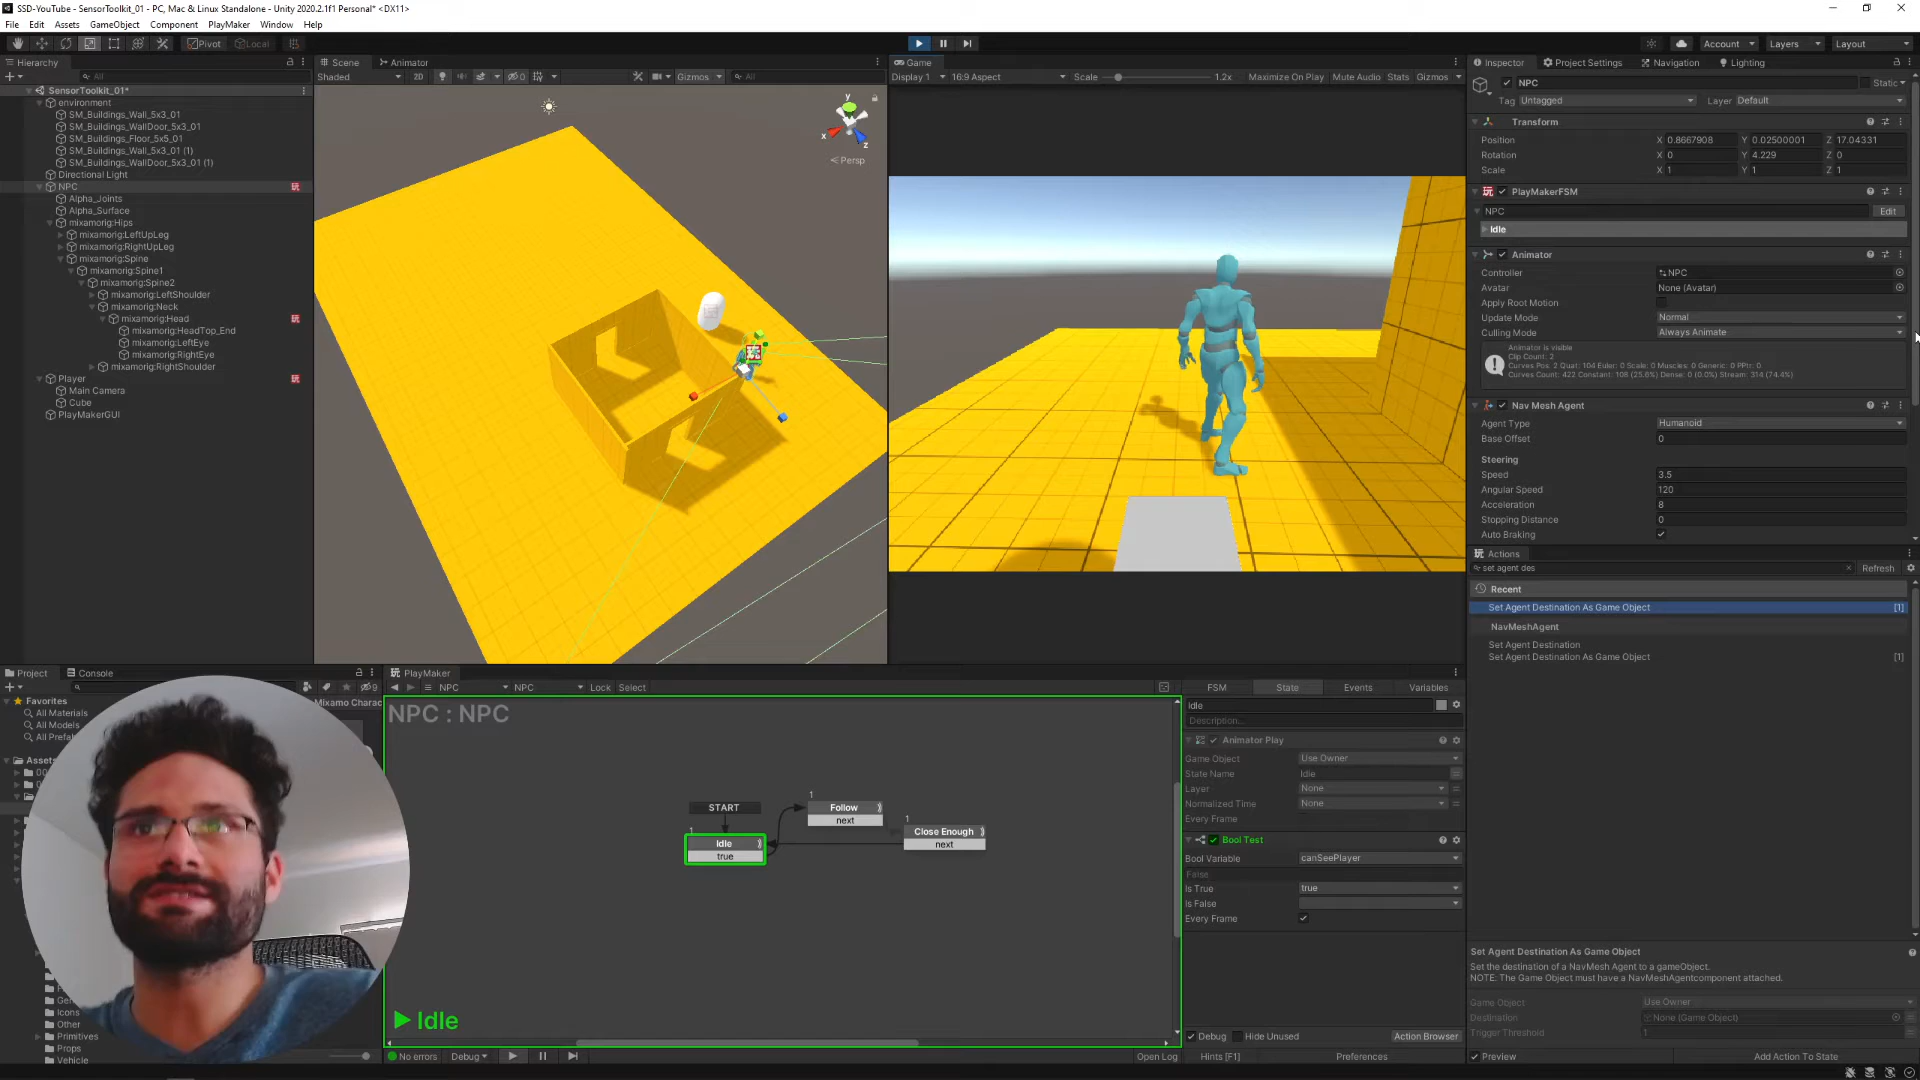 SSD-YouTube - SensorToolkit_01 - PC, Mac & Linux Standalone - Unity 2020.2.1f1 Personal* <DX11>
File Edit Assets GameObject Component PlayMaker Window Help
Pivot Local Account Layers Layout
Hierarchy
All
SensorToolkit_01*
environment
SM_Buildings_Wall_5x3_01
SM_Buildings_WallDoor_5x3_01
SM_Buildings_Floor_5x5_01
SM_Buildings_Wall_5x3_01 (1)
SM_Buildings_WallDoor_5x3_01 (1)
Directional Light
NPC
Alpha_Joints
Alpha_Surface
mixamorig:Hips
mixamorig:LeftUpLeg
mixamorig:RightUpLeg
mixamorig:Spine
mixamorig:Spine1
mixamorig:Spine2
mixamorig:LeftShoulder
mixamorig:Neck
mixamorig:Head
mixamorig:HeadTop_End
mixamorig:LeftEye
mixamorig:RightEye
mixamorig:RightShoulder
Player
Main Camera
Cube
PlayMakerGUI
Scene Animator
Shaded 2D 0 Gizmos All
y
x
z
Persp
Game
Display 1 16:9 Aspect Scale 1.2x Maximize On Play Mute Audio Stats Gizmos
Inspector Project Settings Navigation Lighting
NPC Static
Tag Untagged Layer Default
Transform
Position X 0.8667908 Y 0.02500001 Z 17.04331
Rotation X 0 Y 4.229 Z 0
Scale X 1 Y 1 Z 1
PlayMakerFSM
NPC Edit
Idle
Animator
Controller NPC
Avatar None (Avatar)
Apply Root Motion
Update Mode Normal
Culling Mode Always Animate
Animator is visible
Clip Count: 2
Curves Pos: 2 Quat: 104 Euler: 0 Scale: 0 Muscles: 0 Generic: 0 PPtr: 0
Curves Count: 422 Constant: 108 (25.6%) Dense: 0 (0.0%) Stream: 314 (74.4%)
Nav Mesh Agent
Agent Type Humanoid
Base Offset 0
Steering
Speed 3.5
Angular Speed 120
Acceleration 8
Stopping Distance 0
Auto Braking
Actions
set agent des Refresh
Recent
Set Agent Destination As Game Object [1]
NavMeshAgent
Set Agent Destination
Set Agent Destination As Game Object [1]
Set Agent Destination As Game Object
Set the destination of a NavMesh Agent to a gameObject.
NOTE: The Game Object must have a NavMeshAgentcomponent attached.
Game Object Use Owner
Destination None (Game Object)
Trigger Threshold 1
Preview Add Action To State
Project Console
9
Mixamo Charac
Favorites
All Materials
All Models
All Prefa
Assets
Icons
Other
Primitives
Props
Vehicle
PlayMaker
NPC NPC Lock Select
NPC : NPC
START
1
Idle
true
1
Follow
next
1
Close Enough
next
Idle
No errors Debug Open Log
FSM State Events Variables
Idle
Description...
Animator Play
Game Object Use Owner
State Name Idle
Layer None
Normalized Time None
Every Frame
Bool Test
Bool Variable canSeePlayer
False
Is True true
Is False
Every Frame
Debug Hide Unused Action Browser
Hints [F1] Preferences